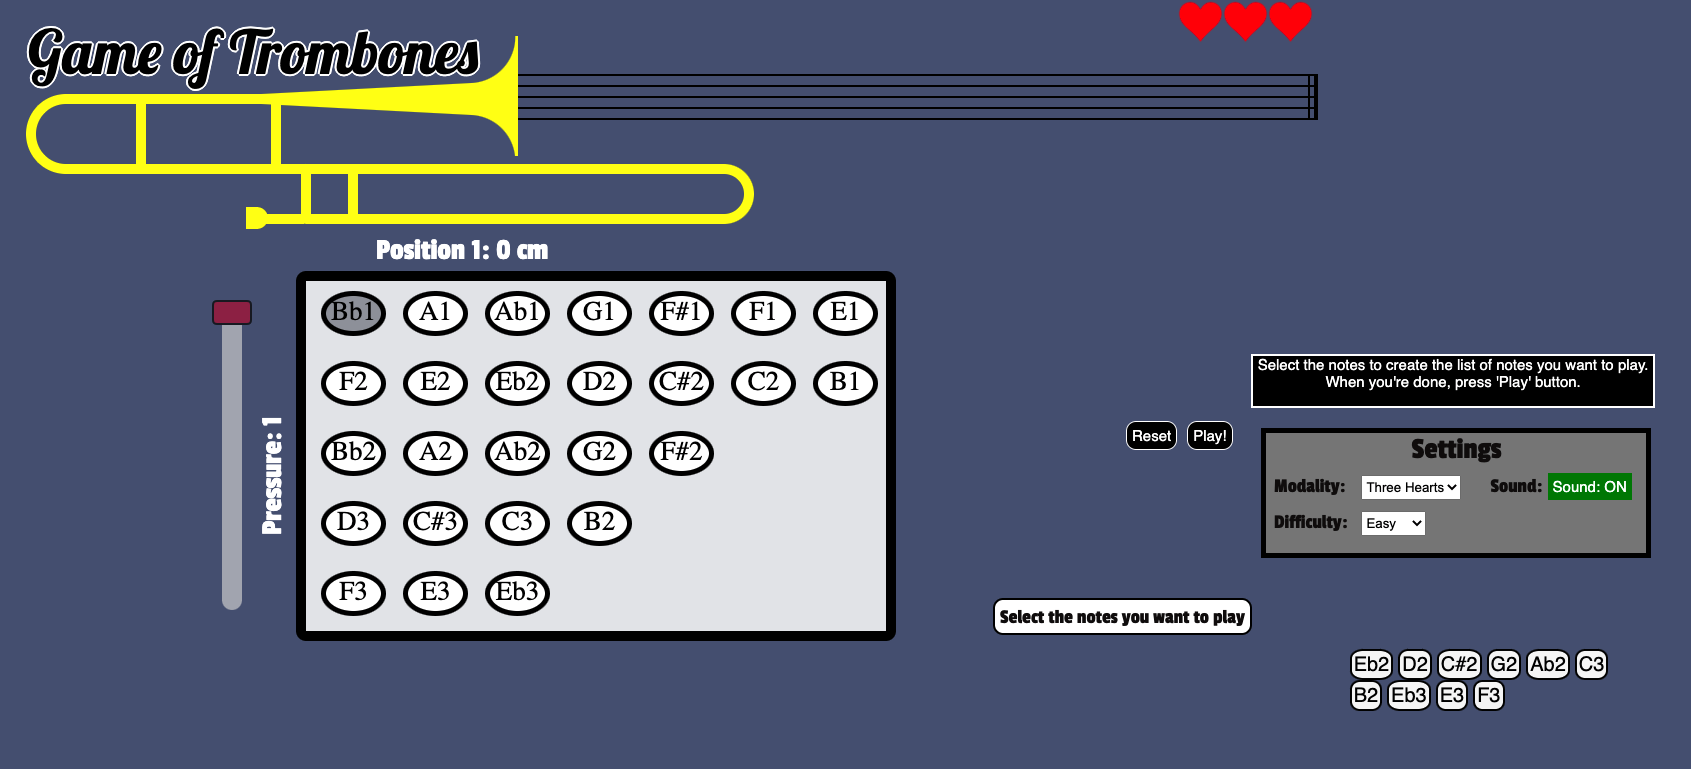 Game of Trombones
Position 1: 0 cm
Pressure: 1
Bb1 A1 Ab1 G1 F#1 F1 E1
F2 E2 Eb2 D2 C#2 C2 B1
Bb2 A2 Ab2 G2 F#2
D3 C#3 C3 B2
F3 E3 Eb3
Select the notes to create the list of notes you want to play.
When you're done, press 'Play' button.
Reset Play!
Settings
Modality: Three Hearts Sound: Sound: ON
Difficulty: Easy
Select the notes you want to play
Eb2 D2 C#2 G2 Ab2 C3
B2 Eb3 E3 F3